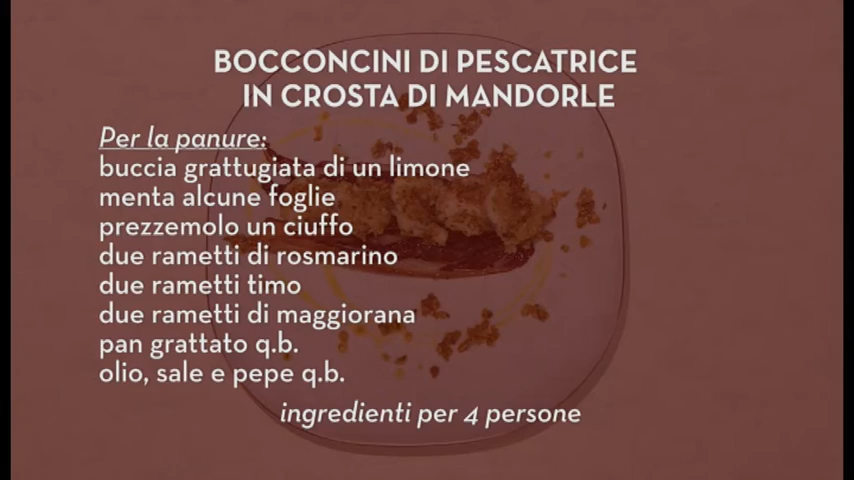 BOCCONCINI DI PESCATRICE
IN CROSTA DI MANDORLE
Per la panure:
buccia grattugiata di un limone
menta alcune foglie
prezzemolo un ciuffo
due rametti di rosmarino
due rametti timo
due rametti di maggiorana
pan grattato q.b.
olio, sale e pepe q.b.
ingredienti per 4 persone